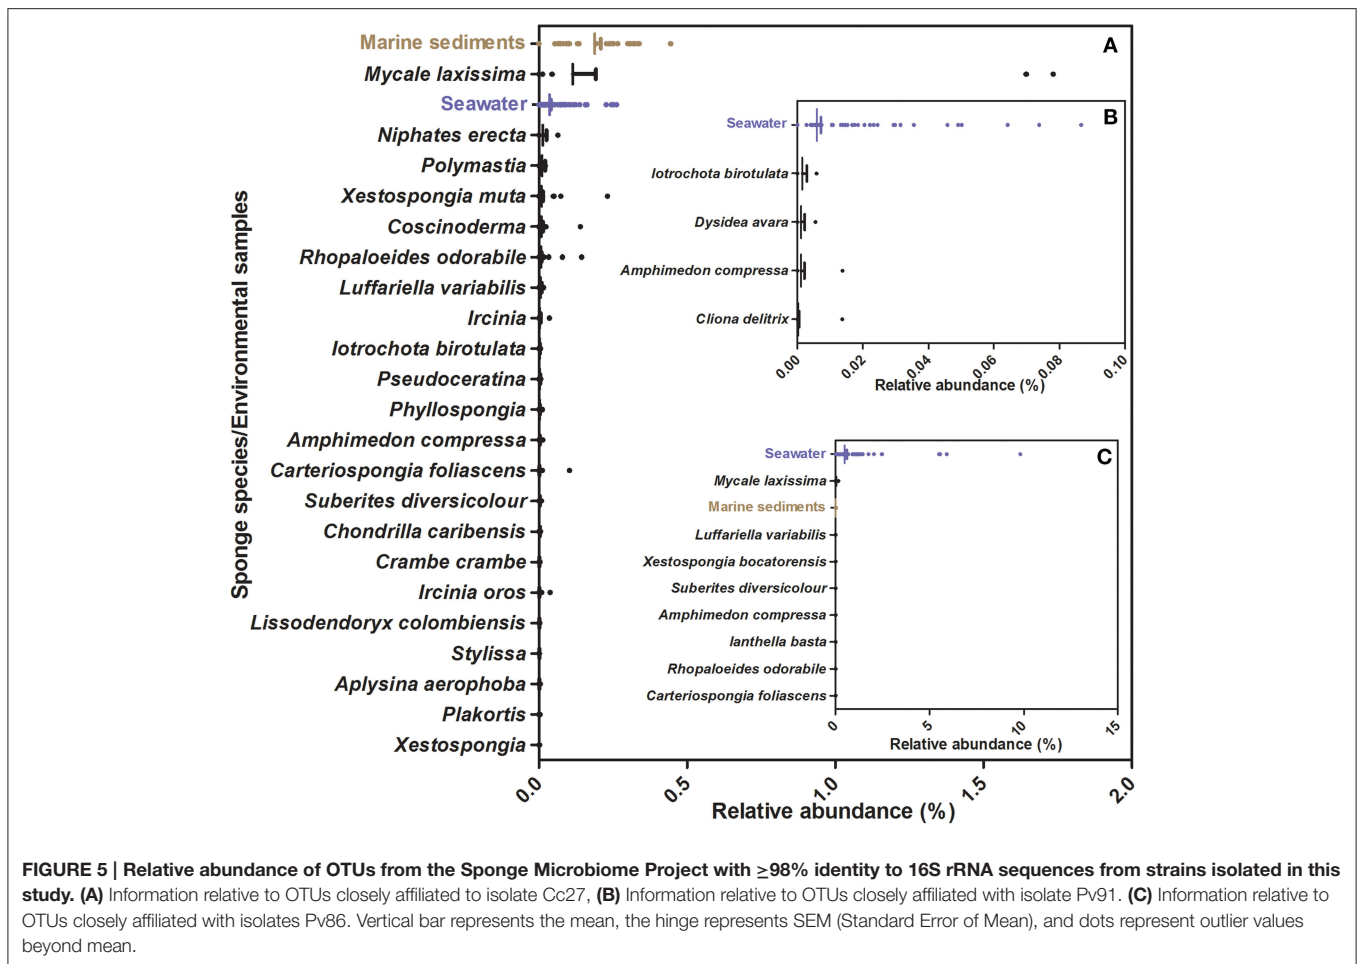 Sponge species/Environmental samples
A
Marine sediments
Mycale laxissima
Seawater
Niphates erecta
Polymastia
Xestospongia muta
Coscinoderma
Rhopaloeides odorabile
Luffariella variabilis
Ircinia
Iotrochota birotulata
Pseudoceratina
Phyllospongia
Amphimedon compressa
Carteriospongia foliascens
Suberites diversicolour
Chondrilla caribensis
Crambe crambe
Ircinia oros
Lissodendoryx colombiensis
Stylissa
Aplysina aerophoba
Plakortis
Xestospongia
0.0 0.5 1.0 1.5 2.0
Relative abundance (%)
B
Seawater
Iotrochota birotulata
Dysidea avara
Amphimedon compressa
Cliona delitrix
0.00 0.02 0.04 0.06 0.08 0.10
Relative abundance (%)
C
Seawater
Mycale laxissima
Marine sediments
Luffariella variabilis
Xestospongia bocatorensis
Suberites diversicolour
Amphimedon compressa
Ianthella basta
Rhopaloeides odorabile
Carteriospongia foliascens
0 5 10 15
Relative abundance (%)
FIGURE 5 | Relative abundance of OTUs from the Sponge Microbiome Project with ≥98% identity to 16S rRNA sequences from strains isolated in this
study. (A) Information relative to OTUs closely affiliated to isolate Cc27, (B) Information relative to OTUs closely affiliated with isolate Pv91. (C) Information relative to
OTUs closely affiliated with isolates Pv86. Vertical bar represents the mean, the hinge represents SEM (Standard Error of Mean), and dots represent outlier values
beyond mean.